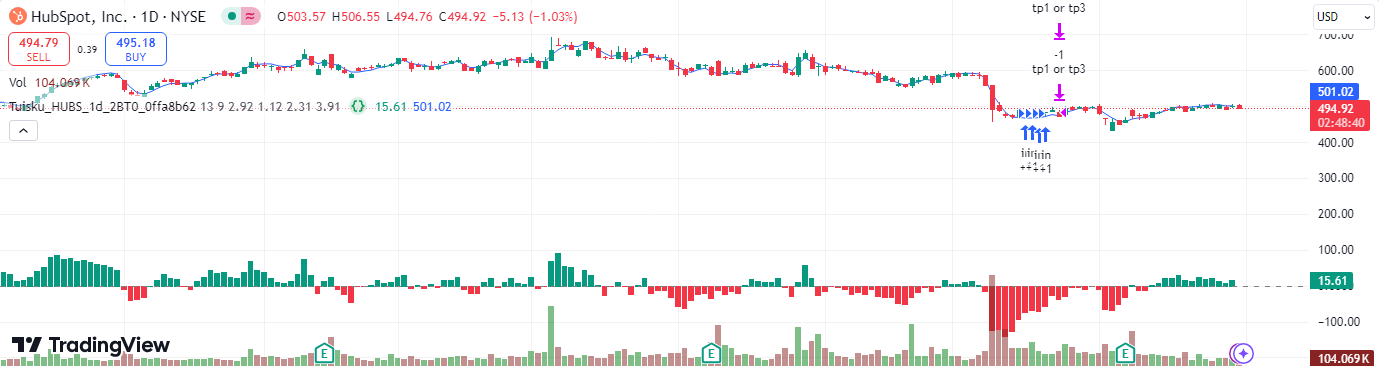 HubSpot, Inc. · 1D · NYSE O503.57 H506.55 L494.76 C494.92 −5.13 (−1.03%)
494.79 SELL 0.39 495.18 BUY
Vol 104.069K
Tuisku_HUBS_1d_2BT0_0ffa8b62 13 9 2.92 1.12 2.31 3.91 {} 15.61 501.02
tp1 or tp3
-1
tp1 or tp3
+1
USD
700.00
600.00
501.02
494.92
02:48:40
400.00
300.00
200.00
100.00
15.61
−100.00
104.069K
E E E
TradingView